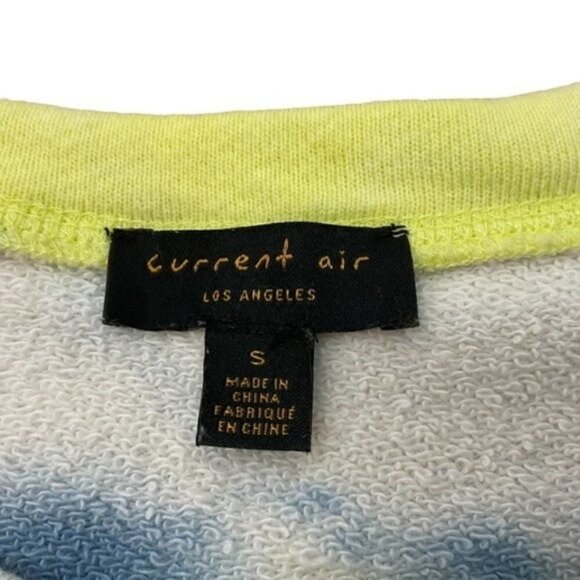 current air
LOS ANGELES
S
MADE IN
CHINA
FABRIQUÉ
EN CHINE